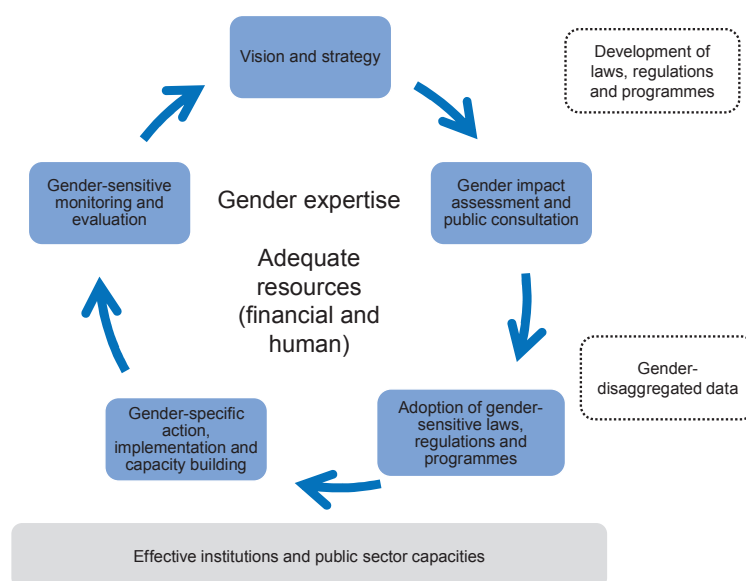 Vision and strategy
Development of
laws, regulations
and programmes
Gender-sensitive
monitoring and
evaluation
Gender expertise
Gender impact
assessment and
public consultation
Adequate
resources
(financial and
human)
Gender-
disaggregated data
Gender-specific
action,
implementation and
capacity building
Adoption of gender-
sensitive laws,
regulations and
programmes
Effective institutions and public sector capacities